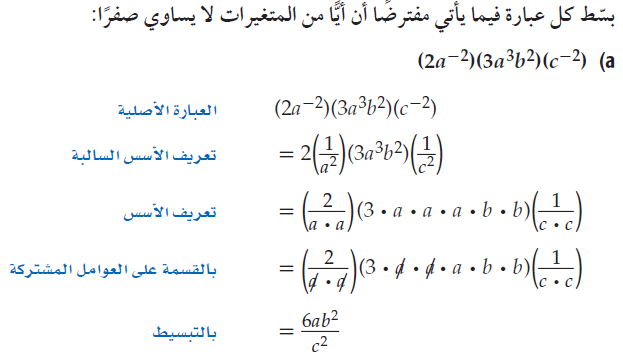 بسّط كل عبارة فيما يأتي مفترضًا أن أيًّا من المتغيرات لا يساوي صفرًا:
(a (2a⁻²)(3a³b²)(c⁻²)
(2a⁻²)(3a³b²)(c⁻²) العبارة الأصلية
= 2(1/a²)(3a³b²)(1/c²) تعريف الأسس السالبة
= (2/(a • a))(3 • a • a • a • b • b)(1/(c • c)) تعريف الأسس
= (2/(a̸ • a̸))(3 • a̸ • a̸ • a • b • b)(1/(c • c)) بالقسمة على العوامل المشتركة
= 6ab²/c² بالتبسيط